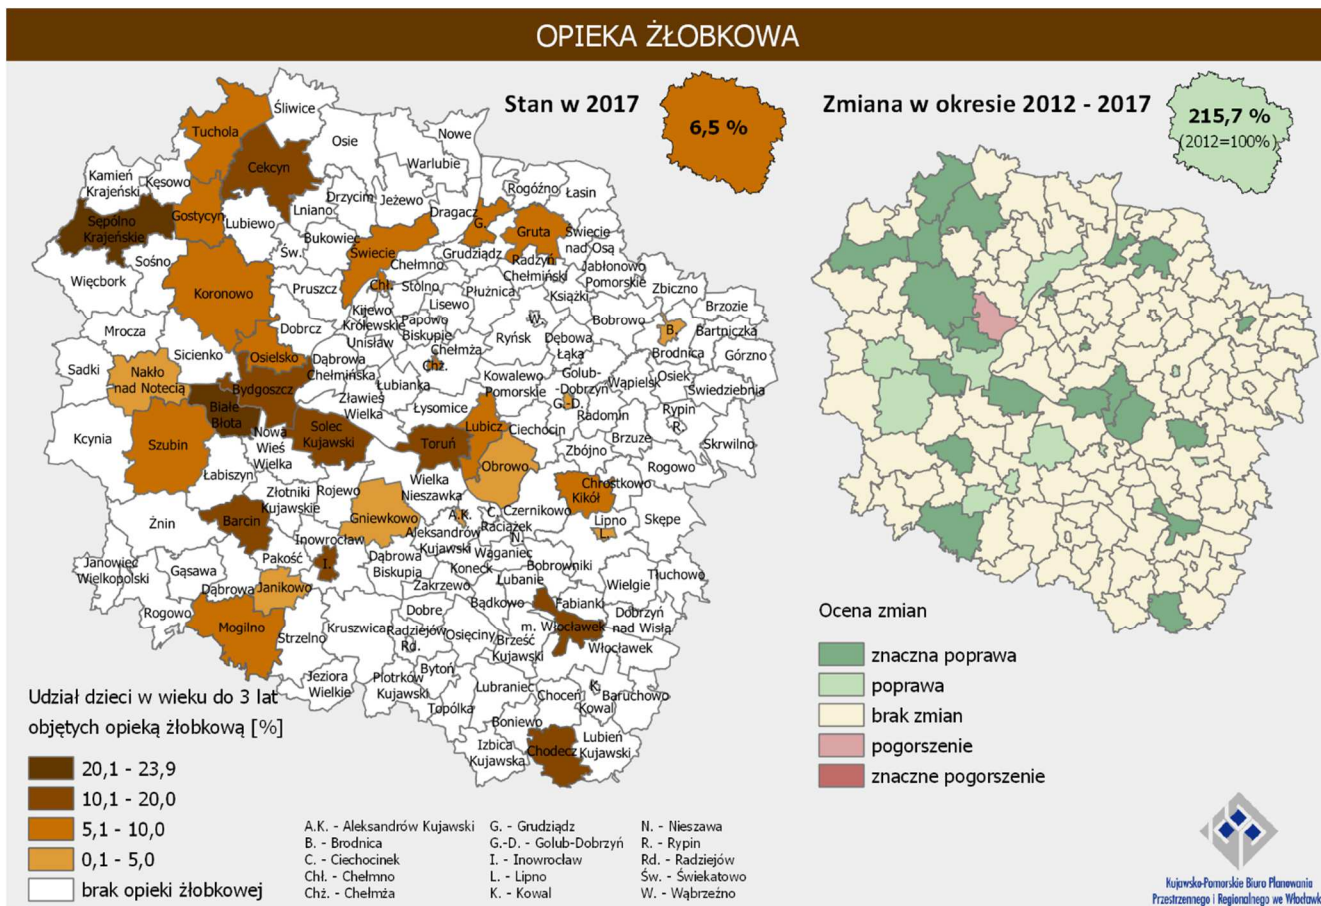 OPIEKA ŻŁOBKOWA
Stan w 2017
6,5 %
Zmiana w okresie 2012 - 2017
215,7 %
(2012=100%)
Śliwice
Tuchola
Osie
Nowe
Warlubie
Cekcyn
Kamień
Krajeński
Kęsowo
Rogóźno
Łasin
Drzycim
Jeżewo
Lniano
Dragacz
G.
Gostycyn
Lubiewo
Sępólno
Krajeńskie
Bukowiec
Gruta
Świecie
nad Osą
Św.
Świecie
Grudziądz
Sośno
Chełmno
Radzyń
Chełmiński
Jabłonowo
Pomorskie
Więcbork
Koronowo
Pruszcz
Chł.
Stolno
Płużnica
Książki
Zbiczno
Brzozie
Kijewo
Królewskie
Lisewo
W.
Bobrowo
B.
Bartniczka
Mrocza
Dobrcz
Unisław
Papowo
Biskupie
Ryńsk
Dębowa
Łąka
Sicienko
Osielsko
Chełmża
Chż.
Brodnica
Górzno
Sadki
Nakło
nad Notecią
Dąbrowa
Chełmińska
Bydgoszcz
Łubianka
Kowalewo
Pomorskie
Golub-
Dobrzyń
Wąpielsk
Osiek
Świedziebnia
Białe
Błota
Zławieś
Wielka
Łysomice
G.-D.
Radomin
Rypin
R.
Kcynia
Szubin
Nowa
Wieś
Wielka
Solec
Kujawski
Toruń
Lubicz
Ciechocin
Brzuze
Skrwilno
Obrowo
Zbójno
Łabiszyn
Wielka
Nieszawka
Rogowo
Złotniki
Kujawskie
Rojewo
Chrostkowo
Kikół
Żnin
Barcin
Gniewkowo
A.K.
C.
Czernikowo
Lipno
L.
Skępe
Raciążek
N.
Inowrocław
Aleksandrów
Kujawski
Waganiec
Pakość
I.
Dąbrowa
Biskupia
Koneck
Bobrowniki
Janowiec
Wielkopolski
Gąsawa
Zakrzewo
Lubanie
Wielgie
Tłuchowo
Dąbrowa
Janikowo
Bądkowo
Fabianki
Rogowo
Mogilno
Dobre
Dobrzyń
nad Wisłą
Strzelno
Kruszwica
Radziejów
Rd.
Osięciny
m. Włocławek
Brześć
Kujawski
Włocławek
Jeziora
Wielkie
Piotrków
Kujawski
Bytoń
Lubraniec
Choceń
K.
Baruchowo
Topólka
Kowal
Boniewo
Izbica
Kujawska
Chodecz
Lubień
Kujawski
Udział dzieci w wieku do 3 lat
objętych opieką żłobkową [%]
20,1 - 23,9
10,1 - 20,0
5,1 - 10,0
0,1 - 5,0
brak opieki żłobkowej
A.K. - Aleksandrów Kujawski
B. - Brodnica
C. - Ciechocinek
Chł. - Chełmno
Chż. - Chełmża
G. - Grudziądz
G.-D. - Golub-Dobrzyń
I. - Inowrocław
L. - Lipno
K. - Kowal
N. - Nieszawa
R. - Rypin
Rd. - Radziejów
Św. - Świekatowo
W. - Wąbrzeźno
Ocena zmian
znaczna poprawa
poprawa
brak zmian
pogorszenie
znaczne pogorszenie
Kujawsko-Pomorskie Biuro Planowania
Przestrzennego i Regionalnego we Włocławk